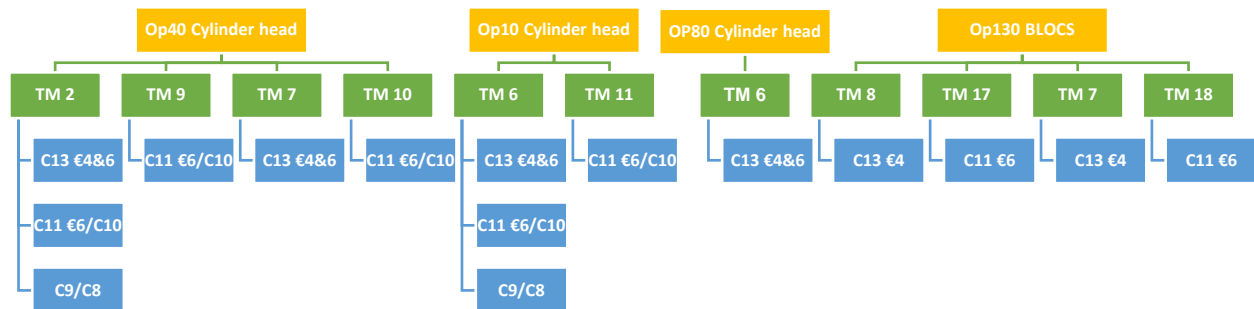 Op40 Cylinder head
Op10 Cylinder head
OP80 Cylinder head
Op130 BLOCS
TM 2
TM 9
TM 7
TM 10
TM 6
TM 11
TM 6
TM 8
TM 17
TM 7
TM 18
C13 €4&6
C11 €6/C10
C13 €4&6
C11 €6/C10
C13 €4&6
C11 €6/C10
C13 €4&6
C13 €4
C11 €6
C13 €4
C11 €6
C11 €6/C10
C11 €6/C10
C9/C8
C9/C8